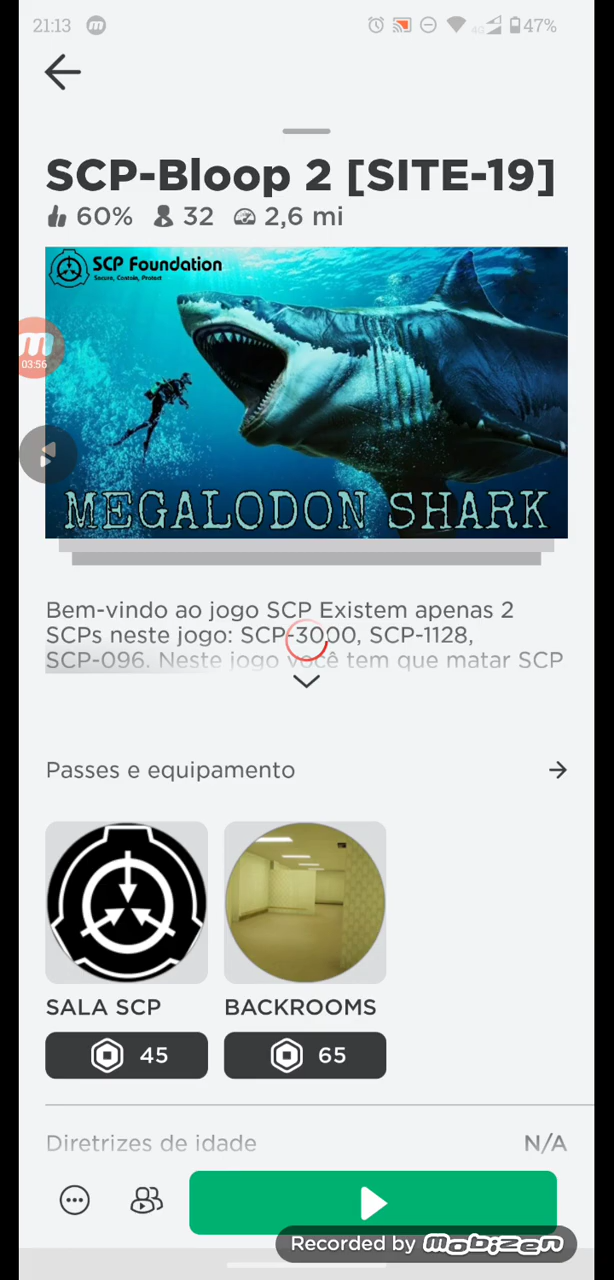 21:13
4G
47%
SCP-Bloop 2 [SITE-19]
60% 32 2,6 mi
SCP Foundation
Secure, Contain, Protect
03:56
MEGALODON SHARK
Bem-vindo ao jogo SCP Existem apenas 2
SCPs neste jogo: SCP-3000, SCP-1128,
SCP-096. Neste jogo você tem que matar SCP
Passes e equipamento
SALA SCP BACKROOMS
45 65
Diretrizes de idade N/A
Recorded by mobizen